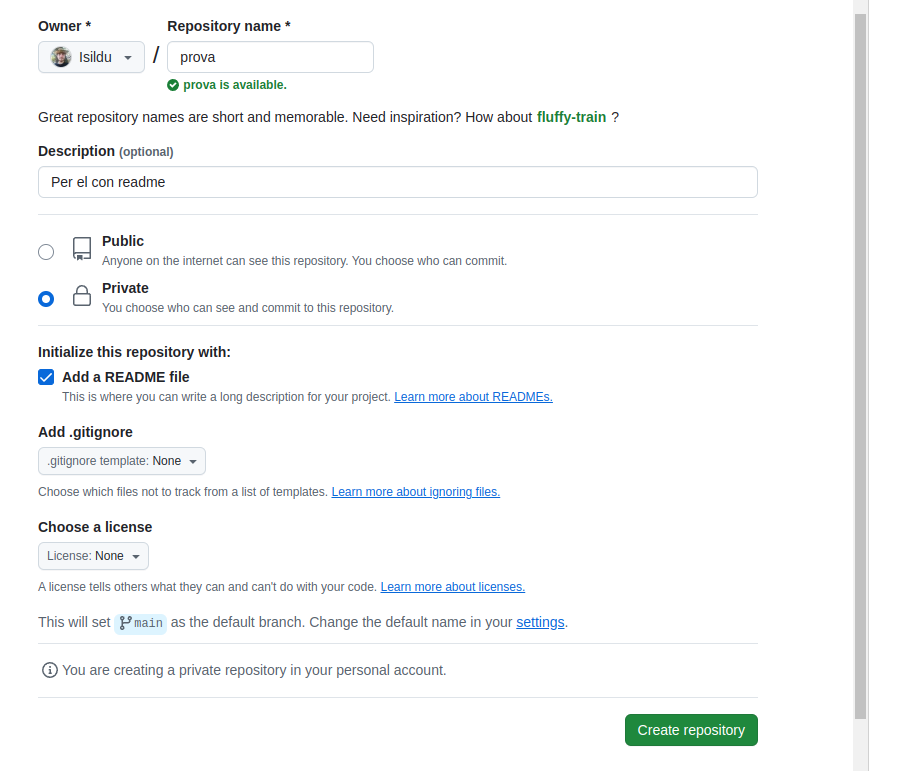 Owner * Repository name *
Isildu / prova
prova is available.
Great repository names are short and memorable. Need inspiration? How about fluffy-train ?
Description (optional)
Per el con readme
Public
Anyone on the internet can see this repository. You choose who can commit.
Private
You choose who can see and commit to this repository.
Initialize this repository with:
Add a README file
This is where you can write a long description for your project. Learn more about READMEs.
Add .gitignore
.gitignore template: None
Choose which files not to track from a list of templates. Learn more about ignoring files.
Choose a license
License: None
A license tells others what they can and can't do with your code. Learn more about licenses.
This will set main as the default branch. Change the default name in your settings.
You are creating a private repository in your personal account.
Create repository